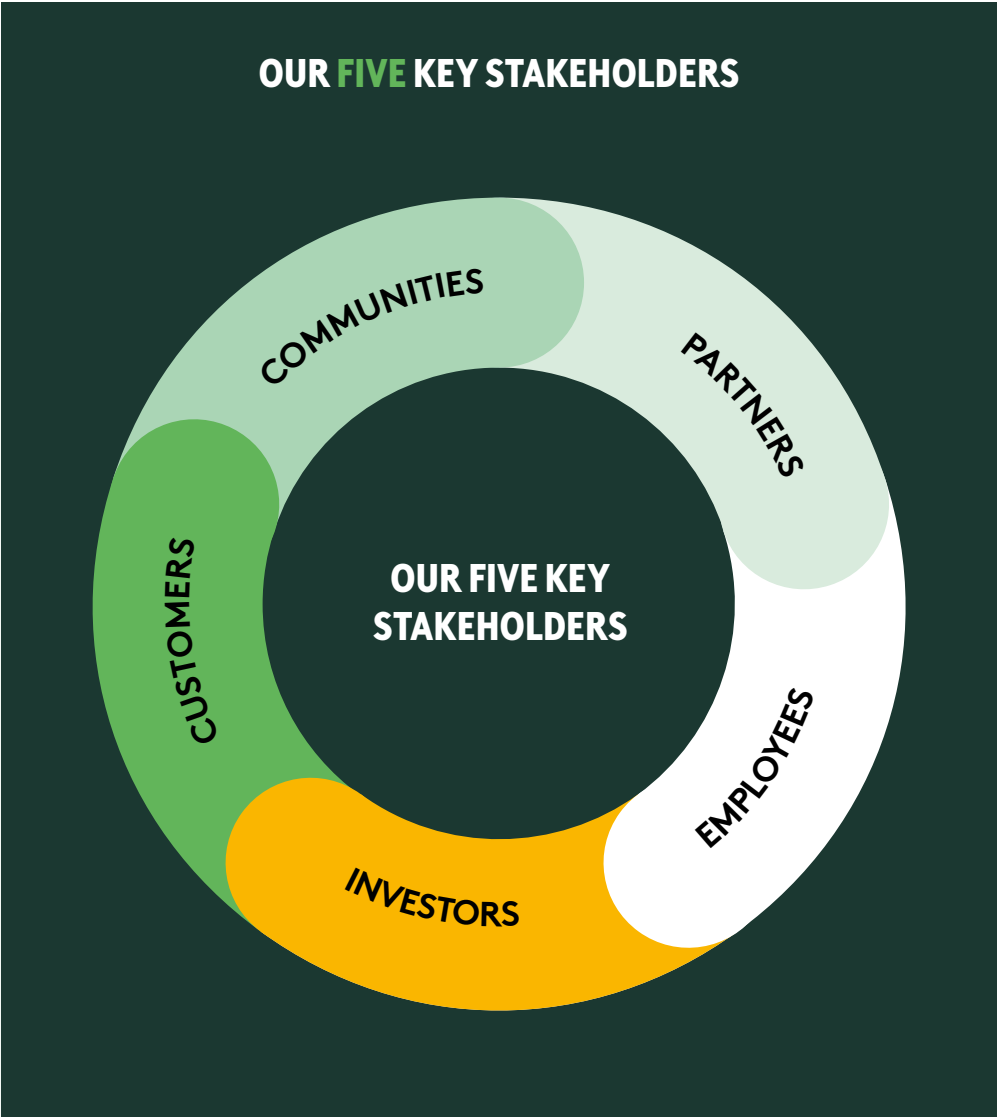 OUR FIVE KEY STAKEHOLDERS
COMMUNITIES
PARTNERS
CUSTOMERS
OUR FIVE KEY
STAKEHOLDERS
EMPLOYEES
INVESTORS